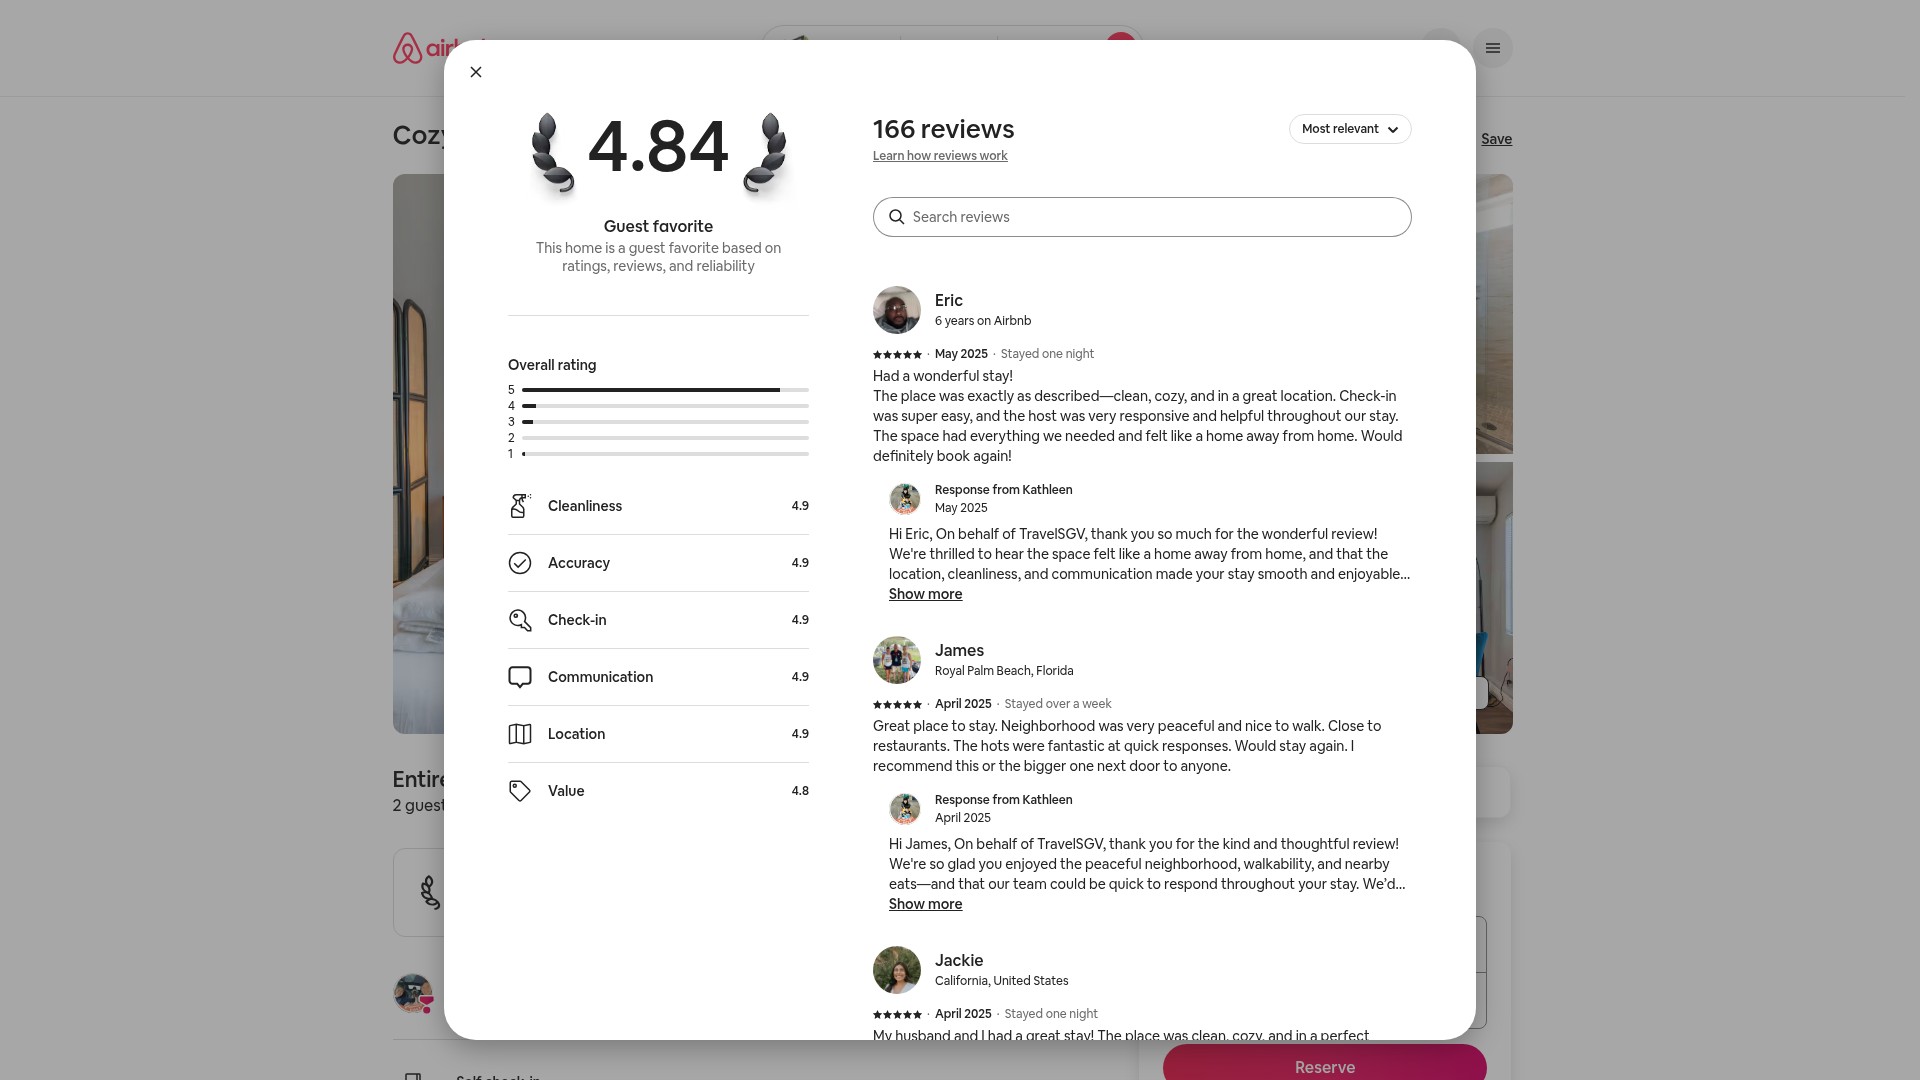 Cozy
Save
4.84
Guest favorite
This home is a guest favorite based on
ratings, reviews, and reliability
Overall rating
5
4
3
2
1
Cleanliness 4.9
Accuracy 4.9
Check-in 4.9
Communication 4.9
Location 4.9
Value 4.8
166 reviews
Most relevant
Learn how reviews work
Search reviews
Eric
6 years on Airbnb
· May 2025 · Stayed one night
Had a wonderful stay!
The place was exactly as described—clean, cozy, and in a great location. Check-in
was super easy, and the host was very responsive and helpful throughout our stay.
The space had everything we needed and felt like a home away from home. Would
definitely book again!
Response from Kathleen
May 2025
Hi Eric, On behalf of TravelSGV, thank you so much for the wonderful review!
We're thrilled to hear the space felt like a home away from home, and that the
location, cleanliness, and communication made your stay smooth and enjoyable...
Show more
James
Royal Palm Beach, Florida
· April 2025 · Stayed over a week
Great place to stay. Neighborhood was very peaceful and nice to walk. Close to
restaurants. The hots were fantastic at quick responses. Would stay again. I
recommend this or the bigger one next door to anyone.
Response from Kathleen
April 2025
Hi James, On behalf of TravelSGV, thank you for the kind and thoughtful review!
We're so glad you enjoyed the peaceful neighborhood, walkability, and nearby
eats—and that our team could be quick to respond throughout your stay. We'd...
Show more
Jackie
California, United States
· April 2025 · Stayed one night
My husband and I had a great stay! The place was clean, cozy, and in a perfect
Entire
2 guest
Self check-in
Reserve